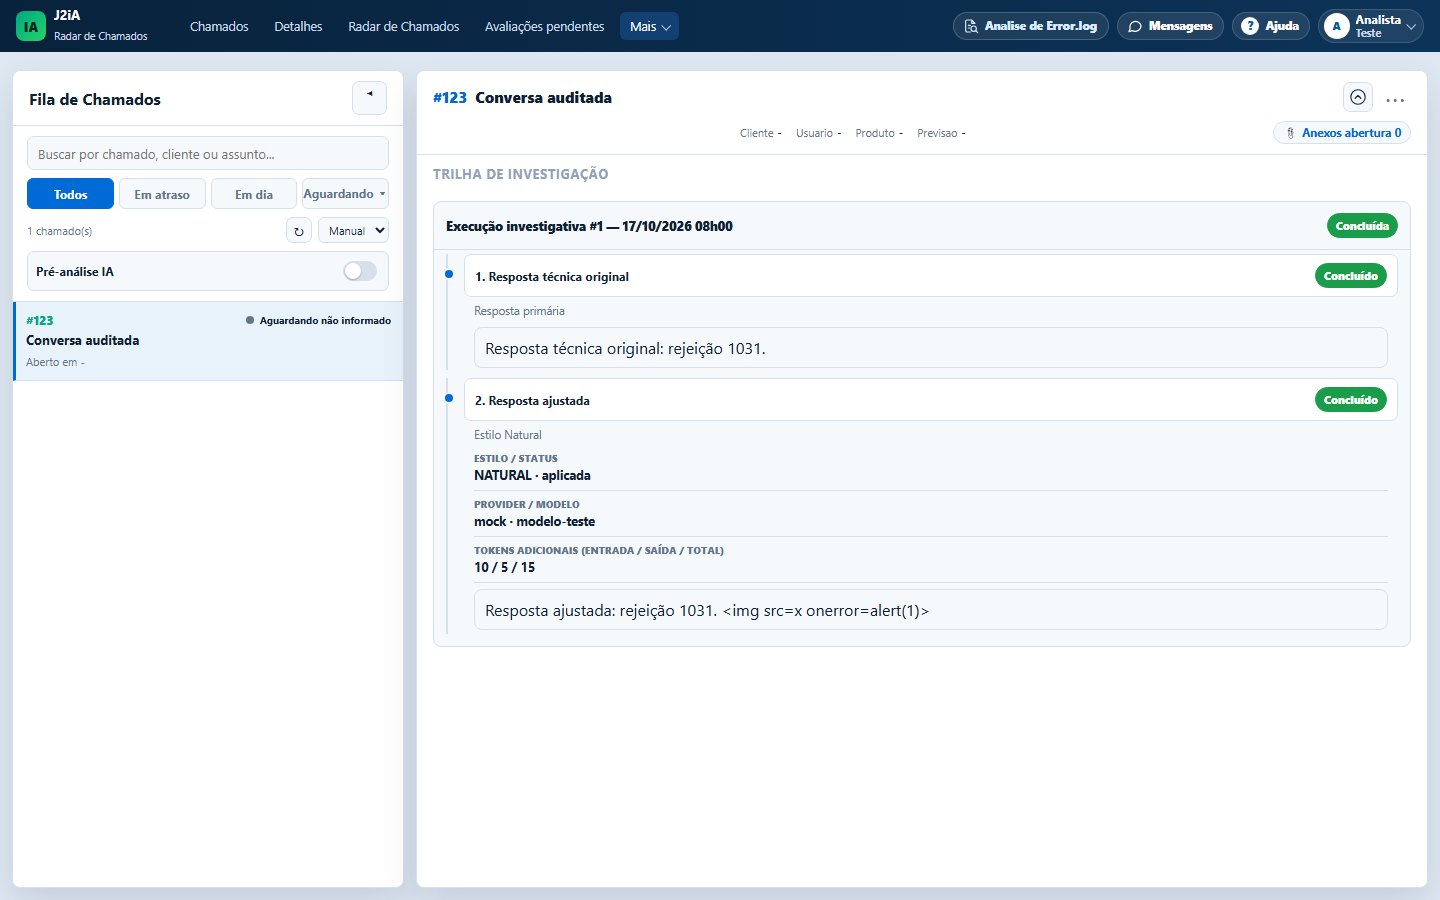 IA
J2iA
Radar de Chamados
Chamados
Detalhes
Radar de Chamados
Avaliações pendentes
Mais
Analise de Error.log
Mensagens
? Ajuda
A
Analista
Teste
Fila de Chamados
Buscar por chamado, cliente ou assunto...
Todos
Em atraso
Em dia
Aguardando
1 chamado(s)
Manual
Pré-análise IA
#123
Aguardando não informado
Conversa auditada
Aberto em -
#123 Conversa auditada
...
Cliente - Usuario - Produto - Previsao -
Anexos abertura 0
TRILHA DE INVESTIGAÇÃO
Execução investigativa #1 — 17/10/2026 08h00
Concluída
1. Resposta técnica original
Concluído
Resposta primária
Resposta técnica original: rejeição 1031.
2. Resposta ajustada
Concluído
Estilo Natural
ESTILO / STATUS
NATURAL · aplicada
PROVIDER / MODELO
mock · modelo-teste
TOKENS ADICIONAIS (ENTRADA / SAÍDA / TOTAL)
10 / 5 / 15
Resposta ajustada: rejeição 1031. <img src=x onerror=alert(1)>